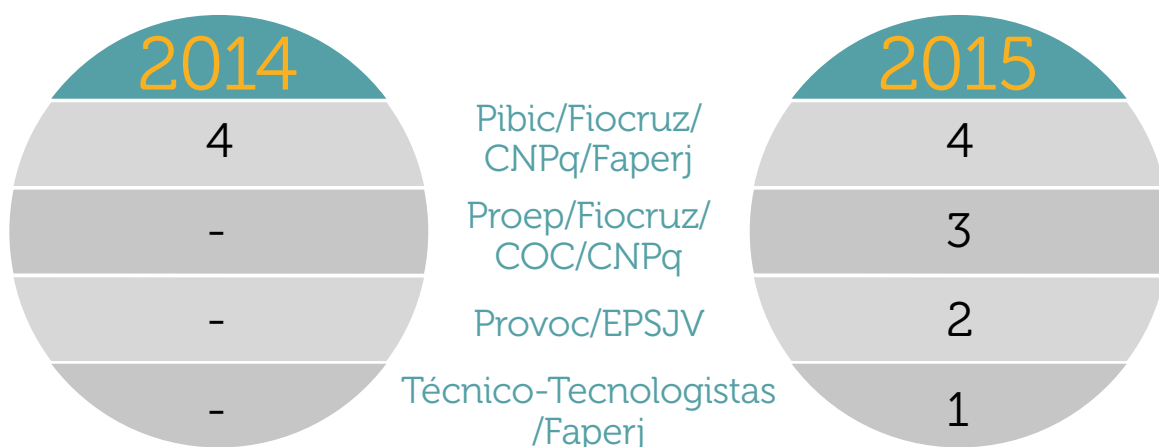 2014
2015
4
Pibic/Fiocruz/
CNPq/Faperj
4
-
Proep/Fiocruz/
COC/CNPq
3
-
Provoc/EPSJV
2
-
Técnico-Tecnologistas
/Faperj
1